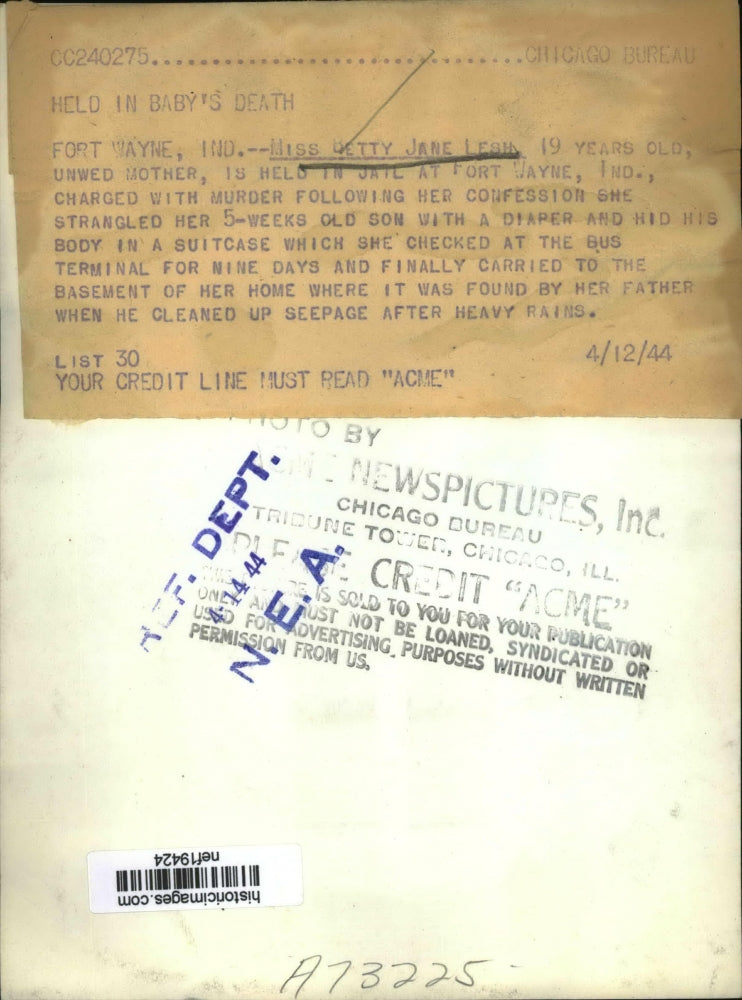 CC240275..................................CHICAGO BUREAU
HELD IN BABY'S DEATH
FORT WAYNE, IND.--MISS BETTY JANE LESH, 19 YEARS OLD,
UNWED MOTHER, IS HELD IN JAIL AT FORT WAYNE, IND.,
CHARGED WITH MURDER FOLLOWING HER CONFESSION SHE
STRANGLED HER 5-WEEKS OLD SON WITH A DIAPER AND HID HIS
BODY IN A SUITCASE WHICH SHE CHECKED AT THE BUS
TERMINAL FOR NINE DAYS AND FINALLY CARRIED TO THE
BASEMENT OF HER HOME WHERE IT WAS FOUND BY HER FATHER
WHEN HE CLEANED UP SEEPAGE AFTER HEAVY RAINS.
LIST 30 4/12/44
YOUR CREDIT LINE MUST READ "ACME"
PHOTO BY
ACME NEWSPICTURES, Inc.
CHICAGO BUREAU
TRIBUNE TOWER, CHICAGO, ILL.
PLEASE CREDIT "ACME"
THIS PICTURE IS SOLD TO YOU FOR YOUR PUBLICATION
ONLY AND MUST NOT BE LOANED, SYNDICATED OR
USED FOR ADVERTISING PURPOSES WITHOUT WRITTEN
PERMISSION FROM US.
REF. DEPT.
4-14 44
N. E. A.
historicimages.com
nef19424
A73225